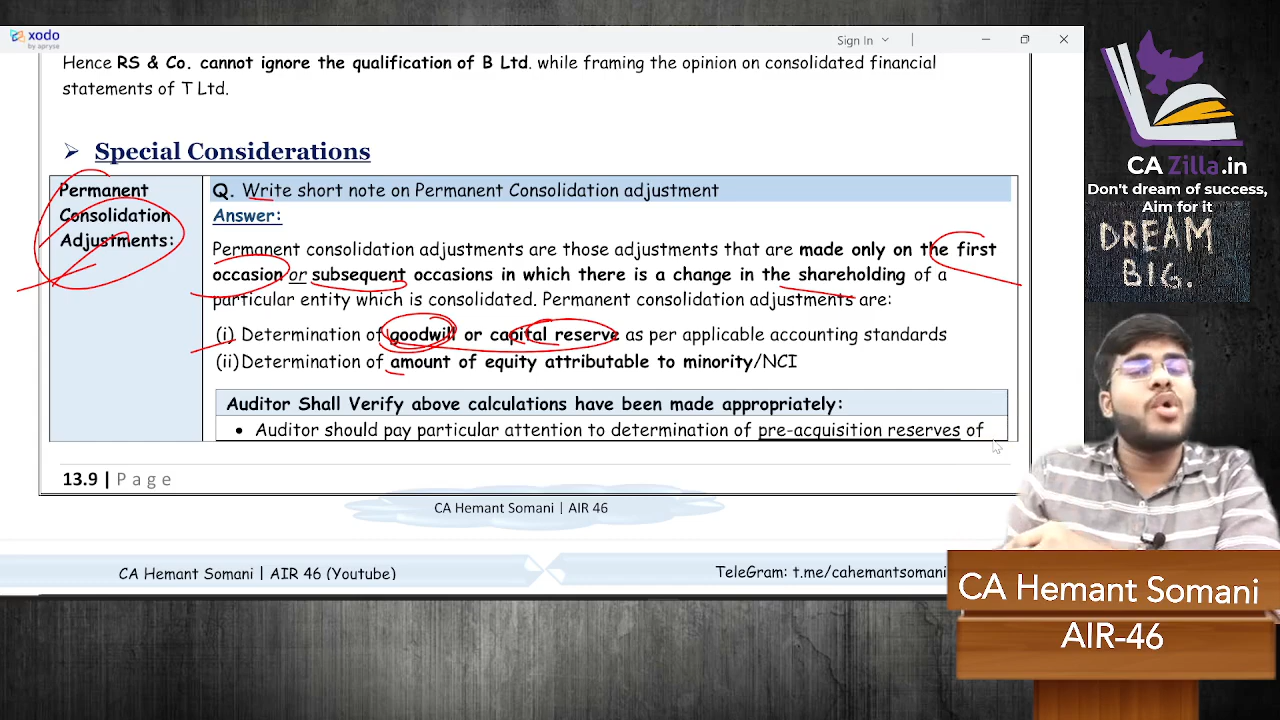 xodo
by apryse
Sign In
Hence RS & Co. cannot ignore the qualification of B Ltd. while framing the opinion on consolidated financial
statements of T Ltd.
Special Considerations
Permanent
Consolidation
Adjustments:
Q. Write short note on Permanent Consolidation adjustment
Answer:
Permanent consolidation adjustments are those adjustments that are made only on the first
occasion or subsequent occasions in which there is a change in the shareholding of a
particular entity which is consolidated. Permanent consolidation adjustments are:
(i) Determination of goodwill or capital reserve as per applicable accounting standards
(ii)Determination of amount of equity attributable to minority/NCI
Auditor Shall Verify above calculations have been made appropriately:
• Auditor should pay particular attention to determination of pre-acquisition reserves of
13.9 | Page
CA Hemant Somani | AIR 46
CA Hemant Somani | AIR 46 (Youtube)
TeleGram: t.me/cahemantsomani
CA Zilla.in
Don't dream of success,
Aim for it
DREAM
BIG.
CA Hemant Somani
AIR-46